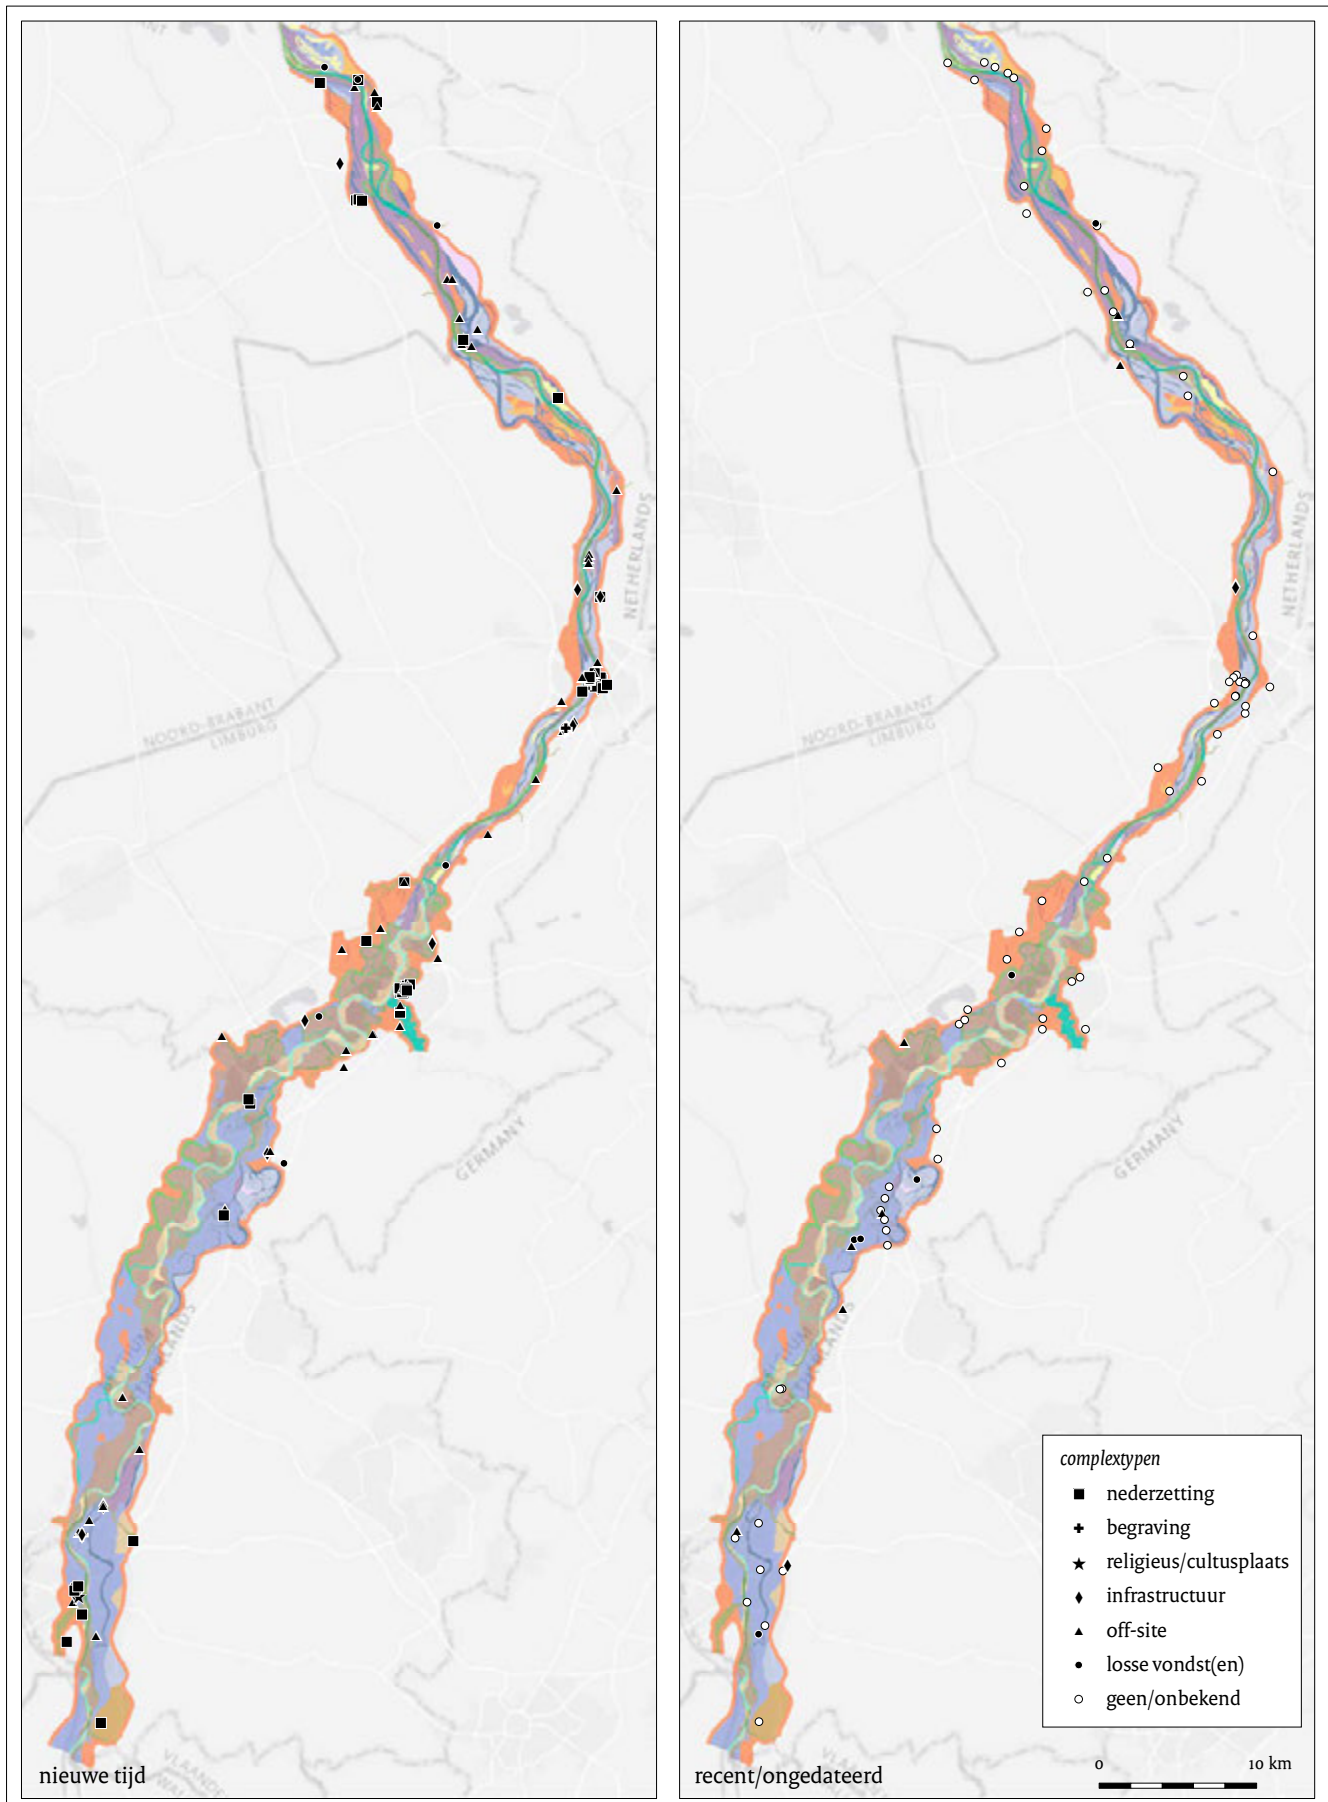 NETHERLANDS
NOORD-BRABANT
LIMBURG
GERMANY
nieuwe tijd
NETHERLANDS
NOORD-BRABANT
LIMBURG
GERMANY
complextypen
nederzetting
begraving
religieus/cultusplaats
infrastructuur
off-site
losse vondst(en)
geen/onbekend
recent/ongedateerd
0 10 km